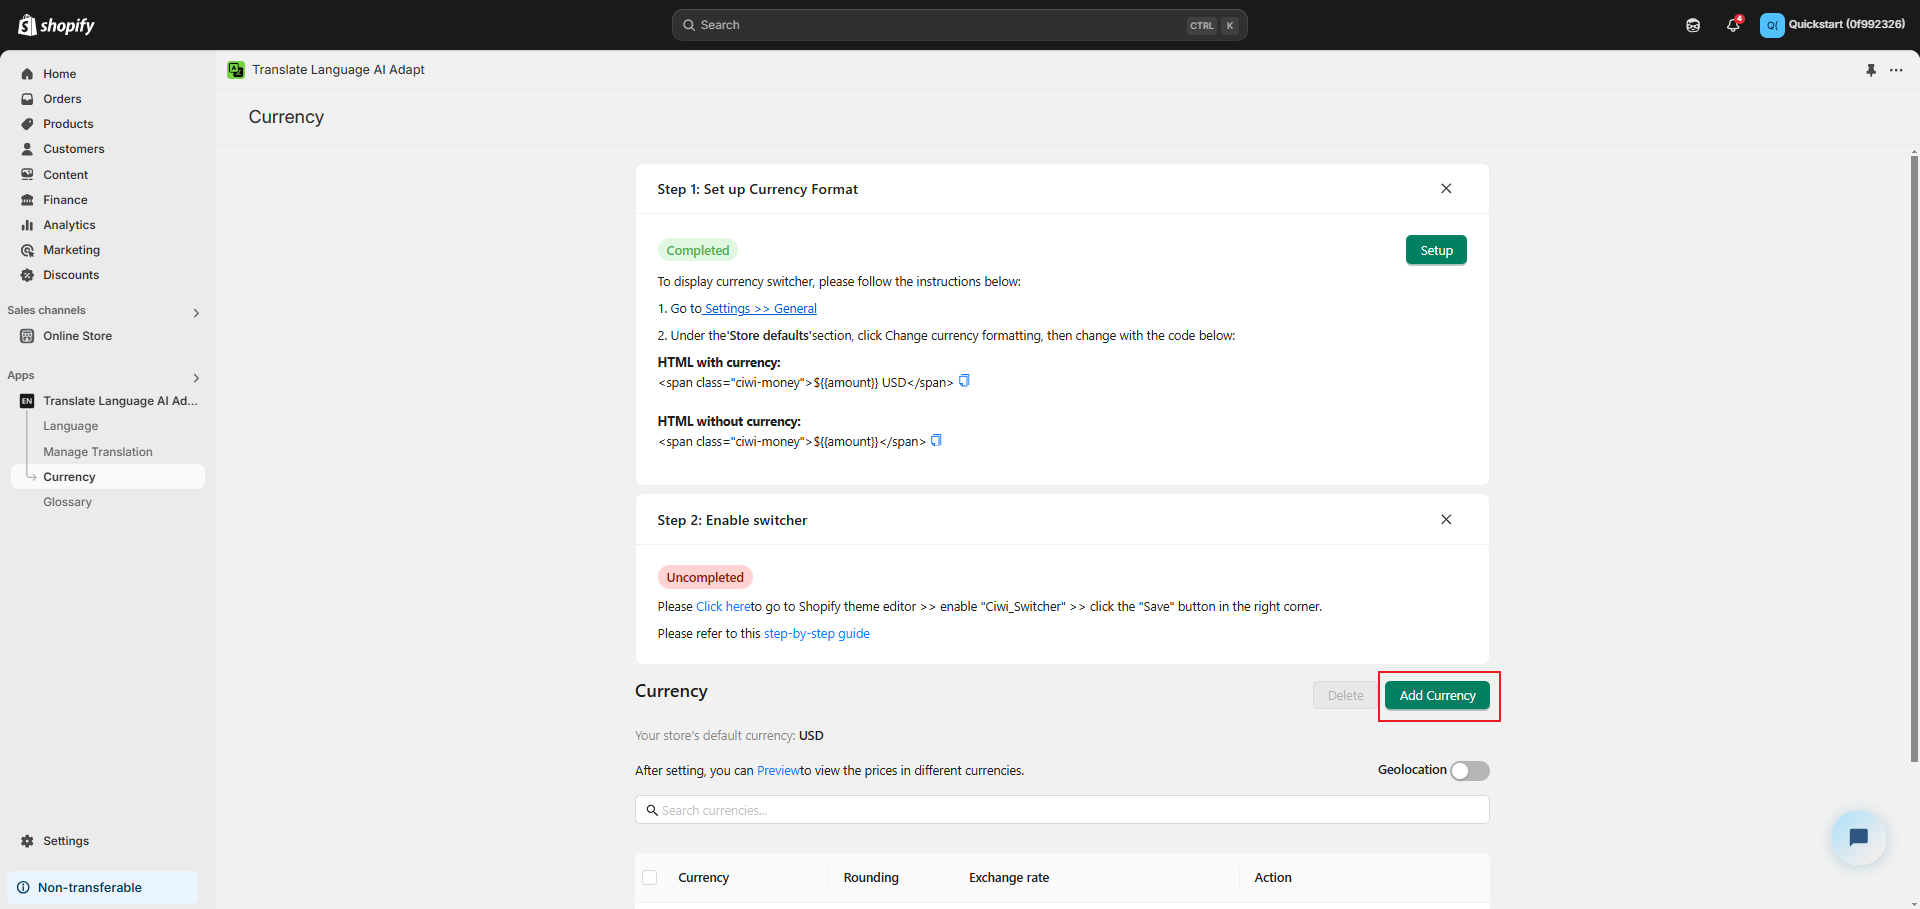 shopify
Search
CTRL K
4
Q(
Quickstart (0f992326)
Home
Orders
Products
Customers
Content
Finance
Analytics
Marketing
Discounts
Sales channels
Online Store
Apps
EN Translate Language AI Ad...
Language
Manage Translation
Currency
Glossary
Settings
Non-transferable
Translate Language AI Adapt
Currency
Step 1: Set up Currency Format
Completed
Setup
To display currency switcher, please follow the instructions below:
1. Go to Settings >> General
2. Under the'Store defaults'section, click Change currency formatting, then change with the code below:
HTML with currency:
<span class="ciwi-money">${{amount}} USD</span>
HTML without currency:
<span class="ciwi-money">${{amount}}</span>
Step 2: Enable switcher
Uncompleted
Please Click hereto go to Shopify theme editor >> enable "Ciwi_Switcher" >> click the "Save" button in the right corner.
Please refer to this step-by-step guide
Currency
Delete
Add Currency
Your store's default currency: USD
After setting, you can Previewto view the prices in different currencies.
Geolocation
Search currencies...
Currency Rounding Exchange rate Action